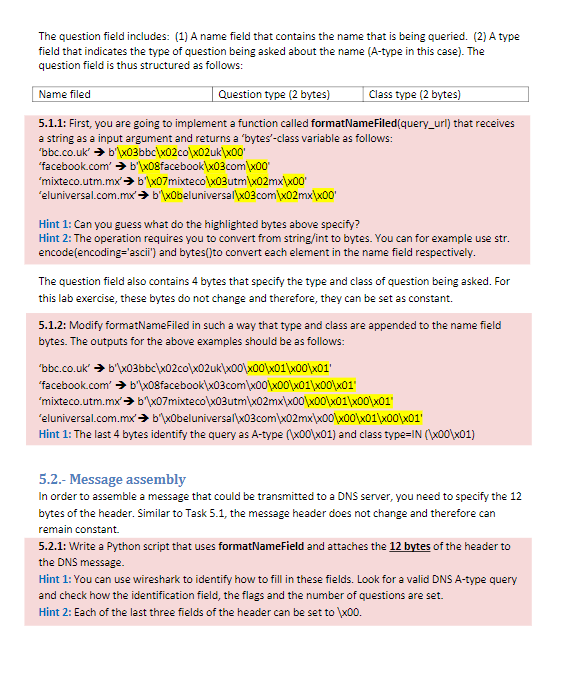 The question field includes: (1) A name field that contains the name that is being queried. (2) A type
field that indicates the type of question being asked about the name (A-type in this case). The
question field is thus structured as follows:
Name filed Question type (2 bytes) Class type (2 bytes)
5.1.1: First, you are going to implement a function called formatNameFiled(query_url) that receives
a string as a input argument and returns a 'bytes'-class variable as follows:
'bbc.co.uk' ➔ b'\x03bbc\x02co\x02uk\x00'
'facebook.com' ➔ b'\x08facebook\x03com\x00'
'mixteco.utm.mx'➔ b'\x07mixteco\x03utm\x02mx\x00'
'eluniversal.com.mx'➔ b'\x0beluniversal\x03com\x02mx\x00'
Hint 1: Can you guess what do the highlighted bytes above specify?
Hint 2: The operation requires you to convert from string/int to bytes. You can for example use str.
encode(encoding='ascii') and bytes()to convert each element in the name field respectively.
The question field also contains 4 bytes that specify the type and class of question being asked. For
this lab exercise, these bytes do not change and therefore, they can be set as constant.
5.1.2: Modify formatNameFiled in such a way that type and class are appended to the name field
bytes. The outputs for the above examples should be as follows:
'bbc.co.uk' ➔ b'\x03bbc\x02co\x02uk\x00\x00\x01\x00\x01'
'facebook.com' ➔ b'\x08facebook\x03com\x00\x00\x01\x00\x01'
'mixteco.utm.mx'➔ b'\x07mixteco\x03utm\x02mx\x00\x00\x01\x00\x01'
'eluniversal.com.mx'➔ b'\x0beluniversal\x03com\x02mx\x00\x00\x01\x00\x01'
Hint 1: The last 4 bytes identify the query as A-type (\x00\x01) and class type=IN (\x00\x01)
5.2.- Message assembly
In order to assemble a message that could be transmitted to a DNS server, you need to specify the 12
bytes of the header. Similar to Task 5.1, the message header does not change and therefore can
remain constant.
5.2.1: Write a Python script that uses formatNameField and attaches the 12 bytes of the header to
the DNS message.
Hint 1: You can use wireshark to identify how to fill in these fields. Look for a valid DNS A-type query
and check how the identification field, the flags and the number of questions are set.
Hint 2: Each of the last three fields of the header can be set to \x00.